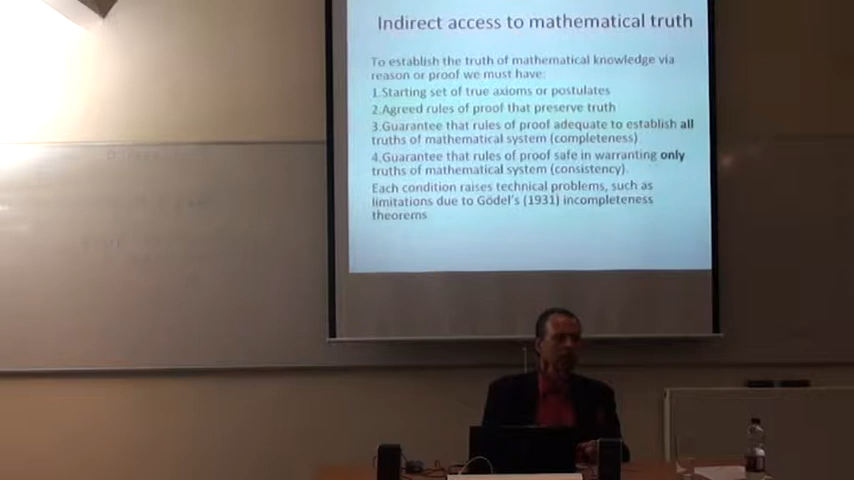 Indirect access to mathematical truth
To establish the truth of mathematical knowledge via
reason or proof we must have:
1.Starting set of true axioms or postulates
2.Agreed rules of proof that preserve truth
3.Guarantee that rules of proof adequate to establish all
truths of mathematical system (completeness)
4.Guarantee that rules of proof safe in warranting only
truths of mathematical system (consistency)
Each condition raises technical problems, such as
limitations due to Gödel's (1931) incompleteness
theorems